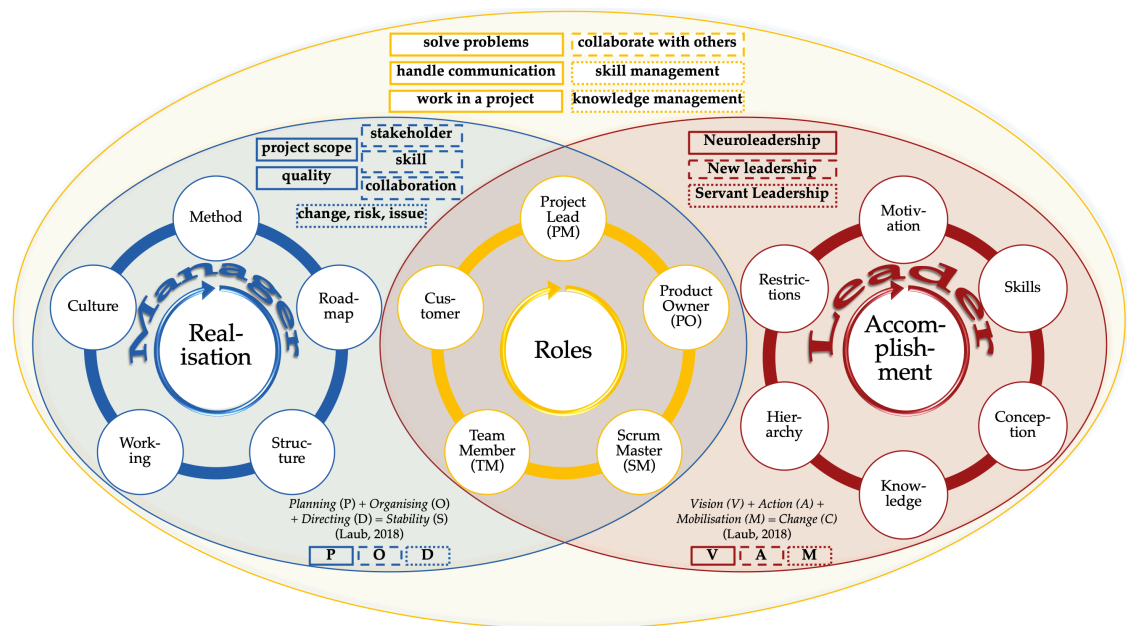 solve problems
collaborate with others
handle communication
skill management
work in a project
knowledge management
stakeholder
project scope
skill
quality
collaboration
change, risk, issue
Neuroleadership
New leadership
Servant Leadership
Manager
Real-
isation
Method
Road-
map
Struc-
ture
Work-
ing
Culture
Roles
Project
Lead
(PM)
Product
Owner
(PO)
Scrum
Master
(SM)
Team
Member
(TM)
Cus-
tomer
Leader
Accom-
plish-
ment
Motiv-
ation
Skills
Concep-
tion
Know-
ledge
Hier-
archy
Restric-
tions
Planning (P) + Organising (O)
+ Directing (D) = Stability (S)
(Laub, 2018)
P O D
Vision (V) + Action (A) +
Mobilisation (M) = Change (C)
(Laub, 2018)
V A M